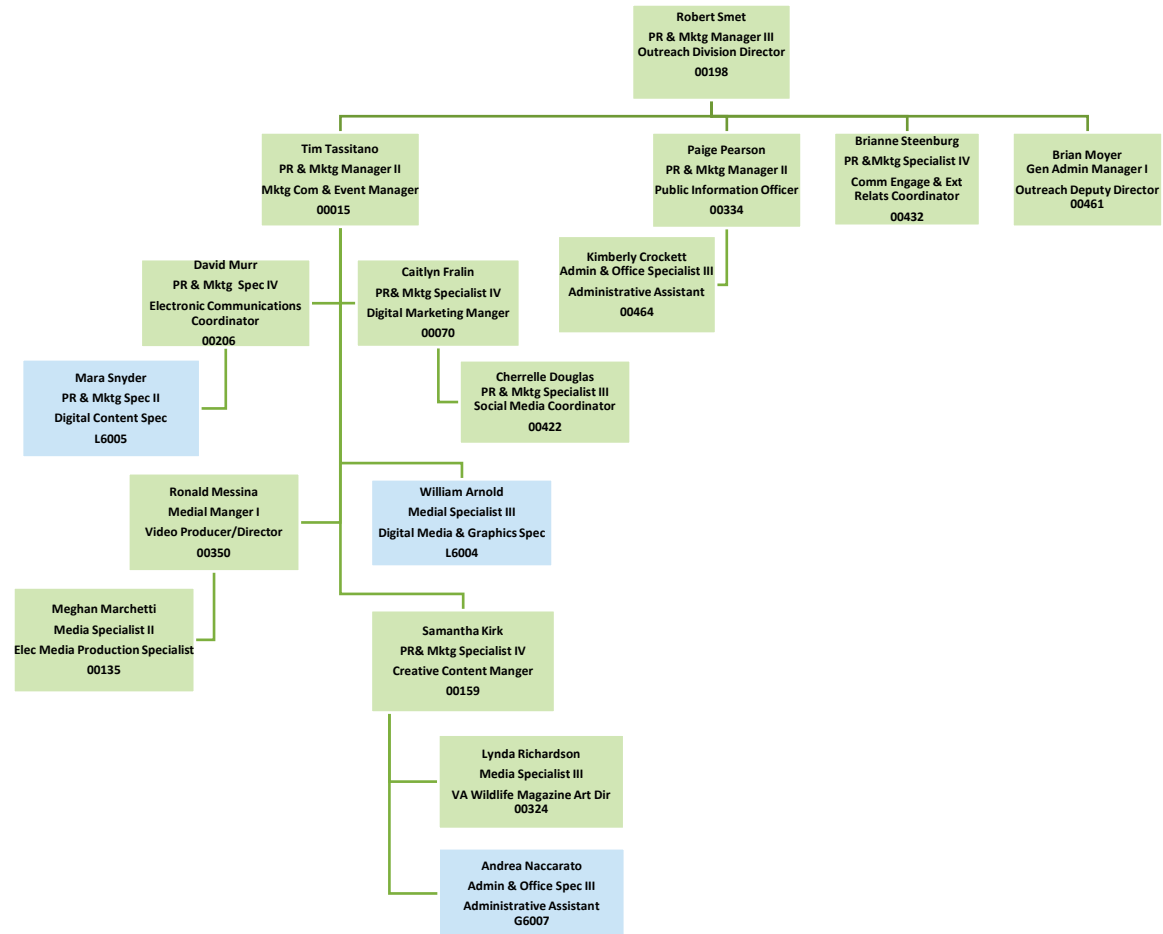 Robert Smet
PR & Mktg Manager III
Outreach Division Director
00198
Tim Tassitano
PR & Mktg Manager II
Mktg Com & Event Manager
00015
Paige Pearson
PR & Mktg Manager II
Public Information Officer
00334
Brianne Steenburg
PR &Mktg Specialist IV
Comm Engage & Ext
Relats Coordinator
00432
Brian Moyer
Gen Admin Manager I
Outreach Deputy Director
00461
Kimberly Crockett
Admin & Office Specialist III
Administrative Assistant
00464
David Murr
PR & Mktg Spec IV
Electronic Communications
Coordinator
00206
Caitlyn Fralin
PR& Mktg Specialist IV
Digital Marketing Manger
00070
Mara Snyder
PR & Mktg Spec II
Digital Content Spec
L6005
Cherrelle Douglas
PR & Mktg Specialist III
Social Media Coordinator
00422
Ronald Messina
Medial Manger I
Video Producer/Director
00350
William Arnold
Medial Specialist III
Digital Media & Graphics Spec
L6004
Meghan Marchetti
Media Specialist II
Elec Media Production Specialist
00135
Samantha Kirk
PR& Mktg Specialist IV
Creative Content Manger
00159
Lynda Richardson
Media Specialist III
VA Wildlife Magazine Art Dir
00324
Andrea Naccarato
Admin & Office Spec III
Administrative Assistant
G6007